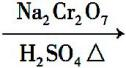 Na₂Cr₂O₇
H₂SO₄ △